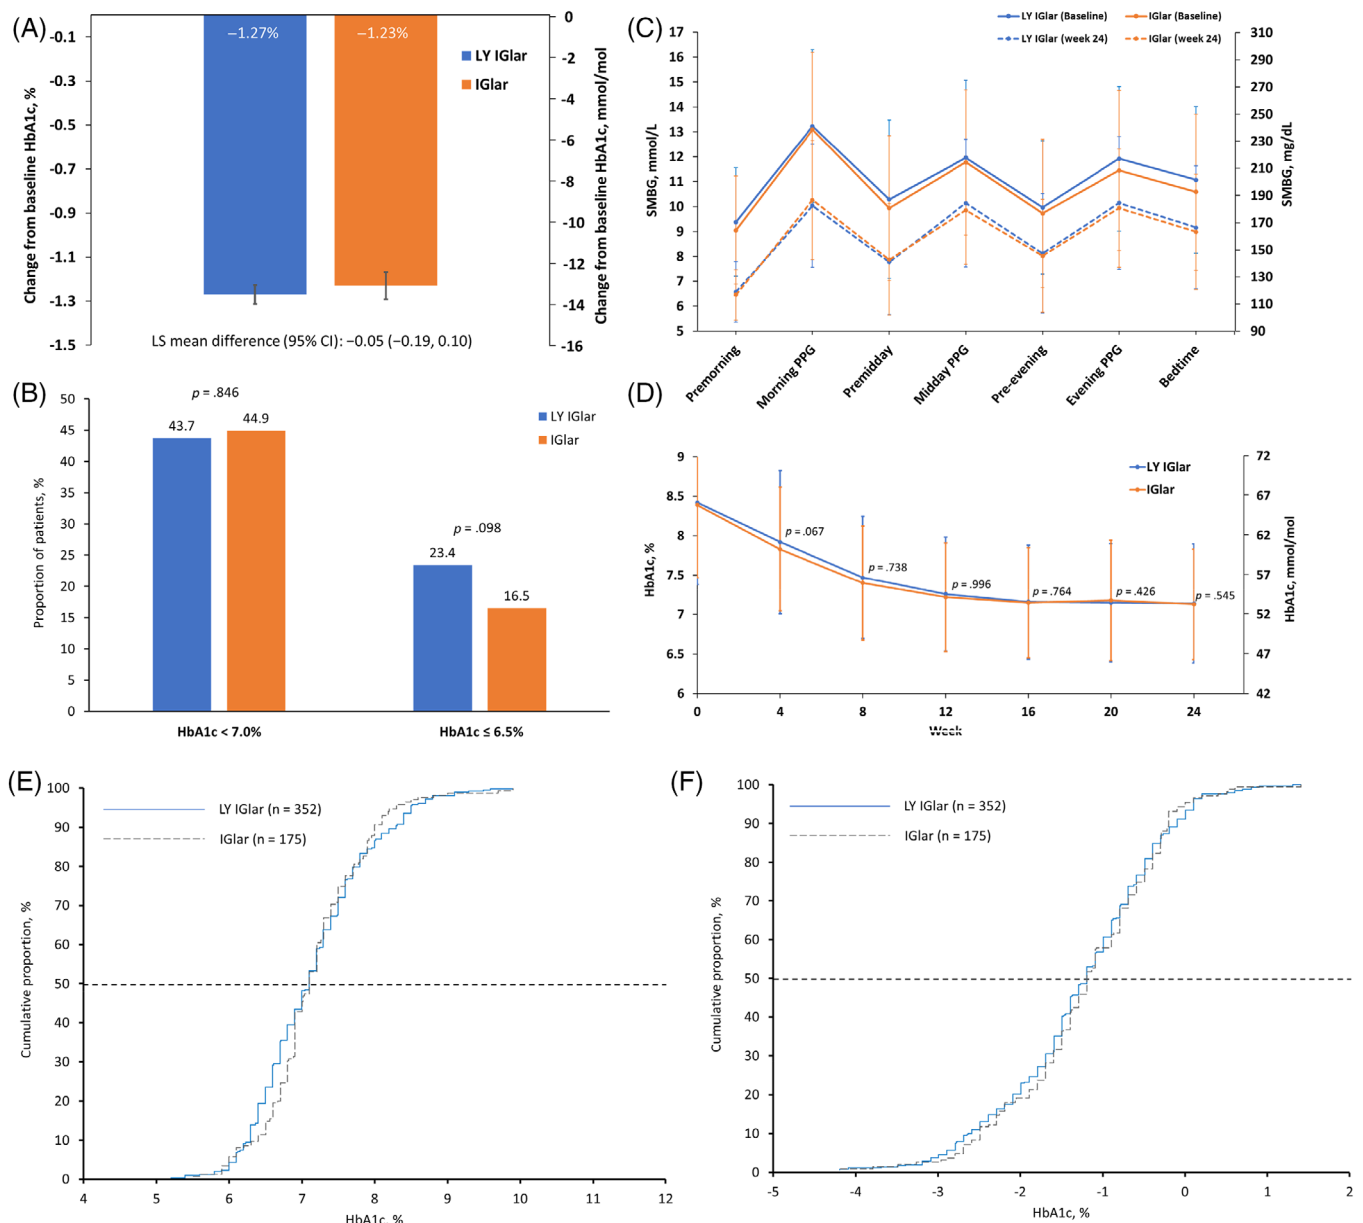 (A)
−1.27%
−1.23%
LY IGlar
IGlar
Change from baseline HbA1c, %
-0.1
-0.3
-0.5
-0.7
-0.9
-1.1
-1.3
-1.5
0
-2
-4
-6
-8
-10
-12
-14
-16
Change from baseline HbA1c, mmol/mol
LS mean difference (95% CI): −0.05 (−0.19, 0.10)
(C)
LY IGlar (Baseline)
IGlar (Baseline)
LY IGlar (week 24)
IGlar (week 24)
SMBG, mmol/L
17
16
15
14
13
12
11
10
9
8
7
6
5
310
290
270
250
230
210
190
170
150
130
110
90
SMBG, mg/dL
Premorning
Morning PPG
Premidday
Midday PPG
Pre-evening
Evening PPG
Bedtime
(B)
Proportion of patients, %
50
45
40
35
30
25
20
15
10
5
0
p = .846
43.7
44.9
p = .098
23.4
16.5
LY IGlar
IGlar
HbA1c < 7.0%
HbA1c ≤ 6.5%
(D)
HbA1c, %
9
8.5
8
7.5
7
6.5
6
LY IGlar
IGlar
p = .067
p = .738
p = .996
p = .764
p = .426
p = .545
72
67
62
57
52
47
42
HbA1c, mmol/mol
0
4
8
12
16
20
24
Week
(E)
Cumulative proportion, %
100
90
80
70
60
50
40
30
20
10
0
LY IGlar (n = 352)
IGlar (n = 175)
4
5
6
7
8
9
10
11
12
HbA1c, %
(F)
Cumulative proportion, %
100
90
80
70
60
50
40
30
20
10
0
LY IGlar (n = 352)
IGlar (n = 175)
-5
-4
-3
-2
-1
0
1
2
HbA1c, %